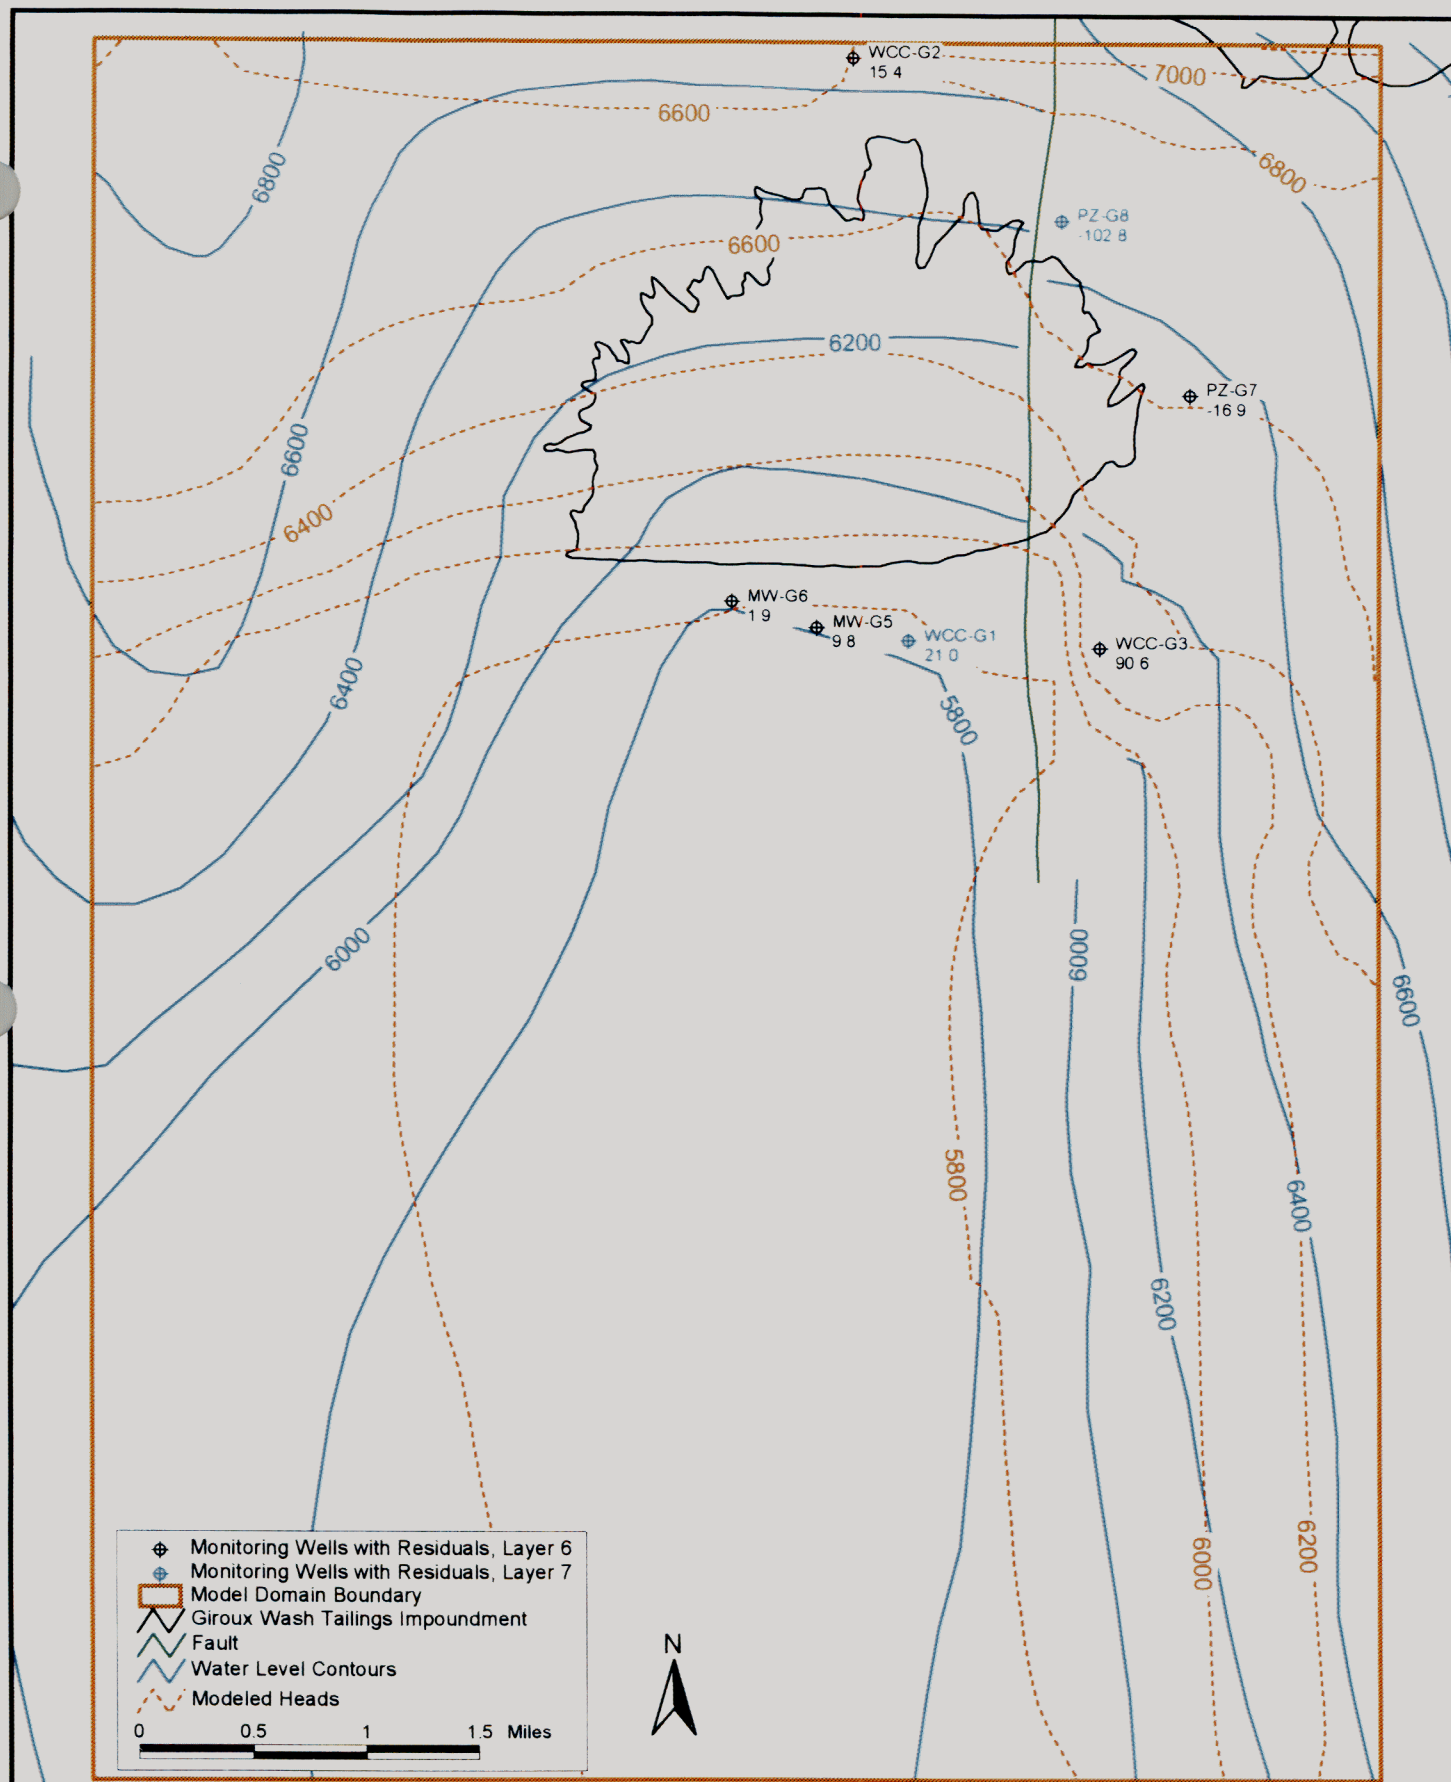 WCC-G2
15 4
7000
6600
6800
6800
PZ-G8
-102 8
6600
6200
PZ-G7
-16 9
6600
6400
MW-G6
1 9
MW-G5
9 8
WCC-G1
21 0
WCC-G3
90 6
6400
5800
6000
6000
6600
5800
6400
6200
6000
6200
Monitoring Wells with Residuals, Layer 6
Monitoring Wells with Residuals, Layer 7
Model Domain Boundary
Giroux Wash Tailings Impoundment
Fault
Water Level Contours
Modeled Heads
0 0.5 1 1.5 Miles
N